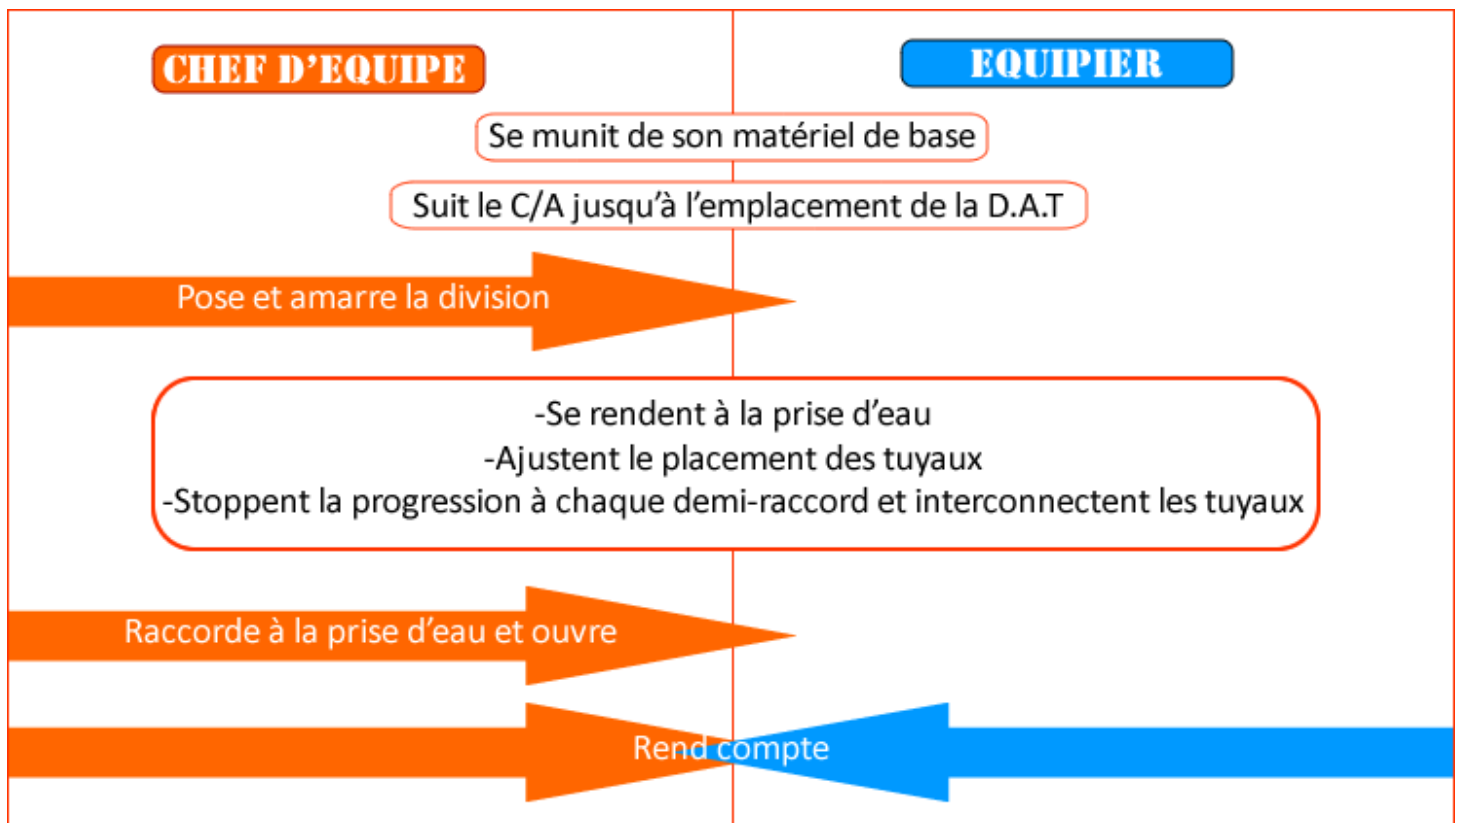 CHEF D'EQUIPE
EQUIPIER
Se munit de son matériel de base
Suit le C/A jusqu'à l'emplacement de la D.A.T
Pose et amarre la division
-Se rendent à la prise d'eau
-Ajustent le placement des tuyaux
-Stoppent la progression à chaque demi-raccord et interconnectent les tuyaux
Raccorde à la prise d'eau et ouvre
Rend compte